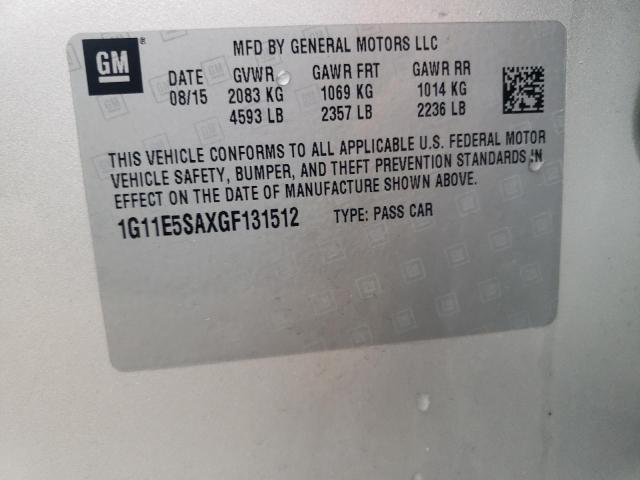 GM ® MFD BY GENERAL MOTORS LLC
DATE GVWR GAWR FRT GAWR RR
08/15 2083 KG 1069 KG 1014 KG
4593 LB 2357 LB 2236 LB
THIS VEHICLE CONFORMS TO ALL APPLICABLE U.S. FEDERAL MOTOR
VEHICLE SAFETY, BUMPER, AND THEFT PREVENTION STANDARDS IN
EFFECT ON THE DATE OF MANUFACTURE SHOWN ABOVE.
1G11E5SAXGF131512 TYPE: PASS CAR